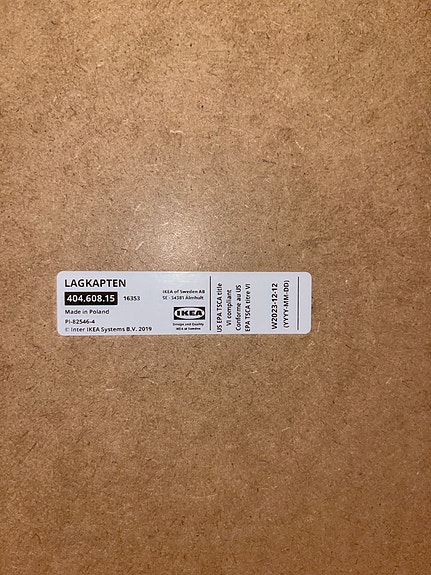 LAGKAPTEN
404.608.15 16353
Made in Poland
PI-82546-4
© Inter IKEA Systems B.V. 2019
IKEA of Sweden AB
SE -34381 Älmhult
IKEA
Design and Quality
IKEA of Sweden
US EPA TSCA title
VI compliant
Conforme au US
EPA TSCA titre VI
W2023-12-12
(YYYY-MM-DD)